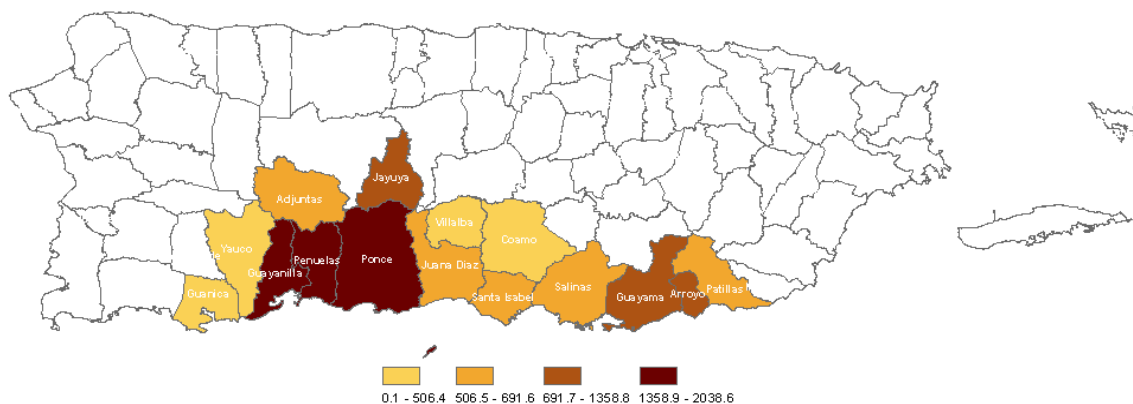 Jayuya
Adjuntas
Villalba
Yauco
Coamo
Penuelas
Ponce
Juana Diaz
Guayanilla
Guanica
Santa Isabel
Salinas
Guayama
Arroyo
Patillas
0.1 - 506.4
506.5 - 691.6
691.7 - 1358.8
1358.9 - 2038.6